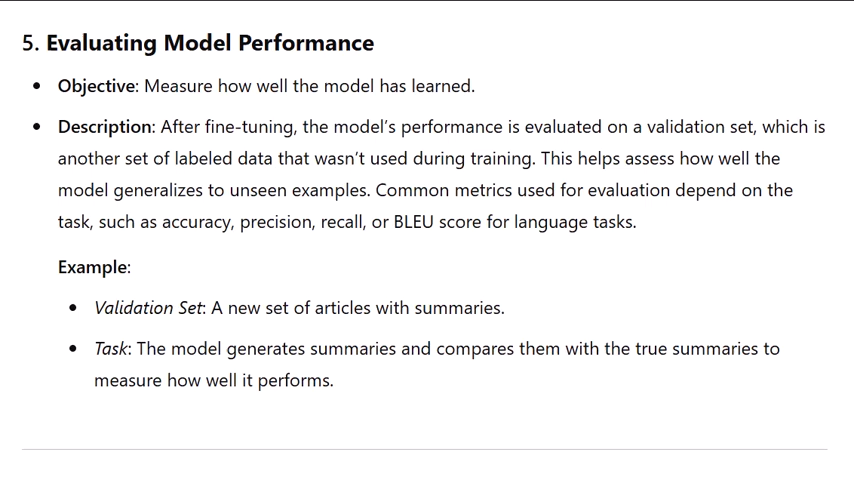 5. Evaluating Model Performance
• Objective: Measure how well the model has learned.
• Description: After fine-tuning, the model’s performance is evaluated on a validation set, which is
another set of labeled data that wasn’t used during training. This helps assess how well the
model generalizes to unseen examples. Common metrics used for evaluation depend on the
task, such as accuracy, precision, recall, or BLEU score for language tasks.
Example:
• Validation Set: A new set of articles with summaries.
• Task: The model generates summaries and compares them with the true summaries to
measure how well it performs.